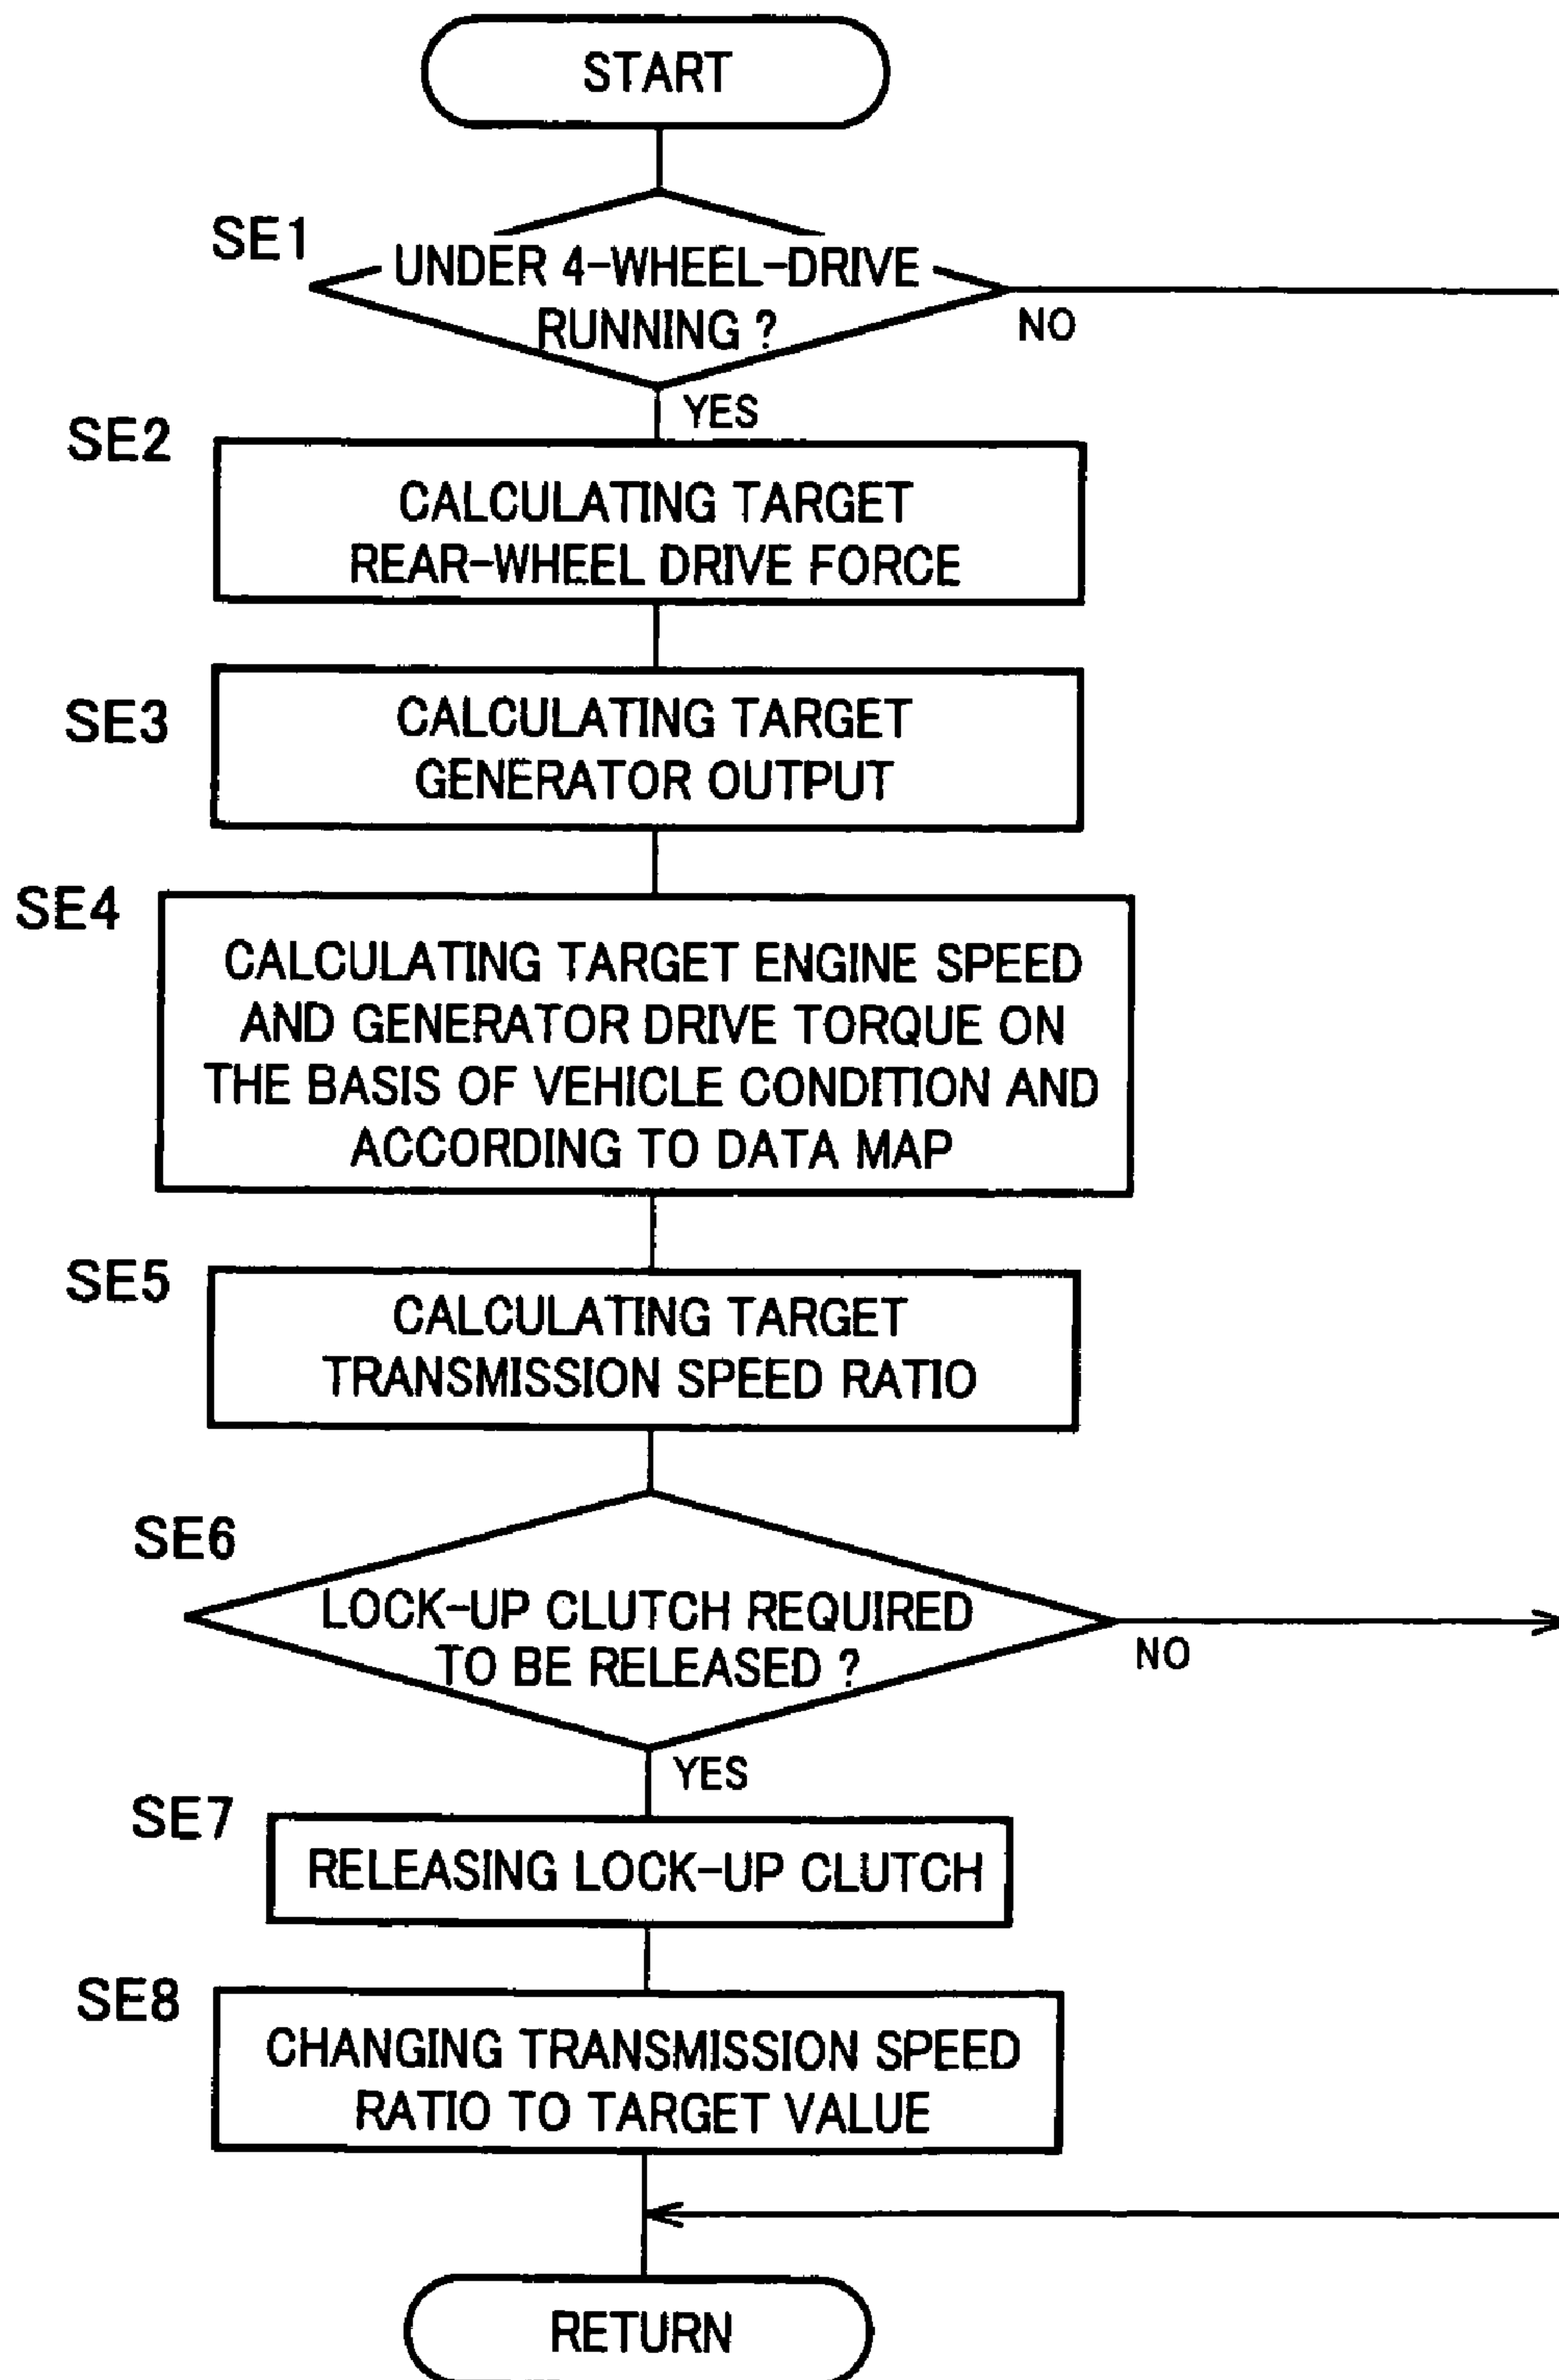 START
SE1
UNDER 4-WHEEL-DRIVE
RUNNING ?
NO
YES
SE2
CALCULATING TARGET
REAR-WHEEL DRIVE FORCE
SE3
CALCULATING TARGET
GENERATOR OUTPUT
SE4
CALCULATING TARGET ENGINE SPEED
AND GENERATOR DRIVE TORQUE ON
THE BASIS OF VEHICLE CONDITION AND
ACCORDING TO DATA MAP
SE5
CALCULATING TARGET
TRANSMISSION SPEED RATIO
SE6
LOCK-UP CLUTCH REQUIRED
TO BE RELEASED ?
NO
YES
SE7
RELEASING LOCK-UP CLUTCH
SE8
CHANGING TRANSMISSION SPEED
RATIO TO TARGET VALUE
RETURN